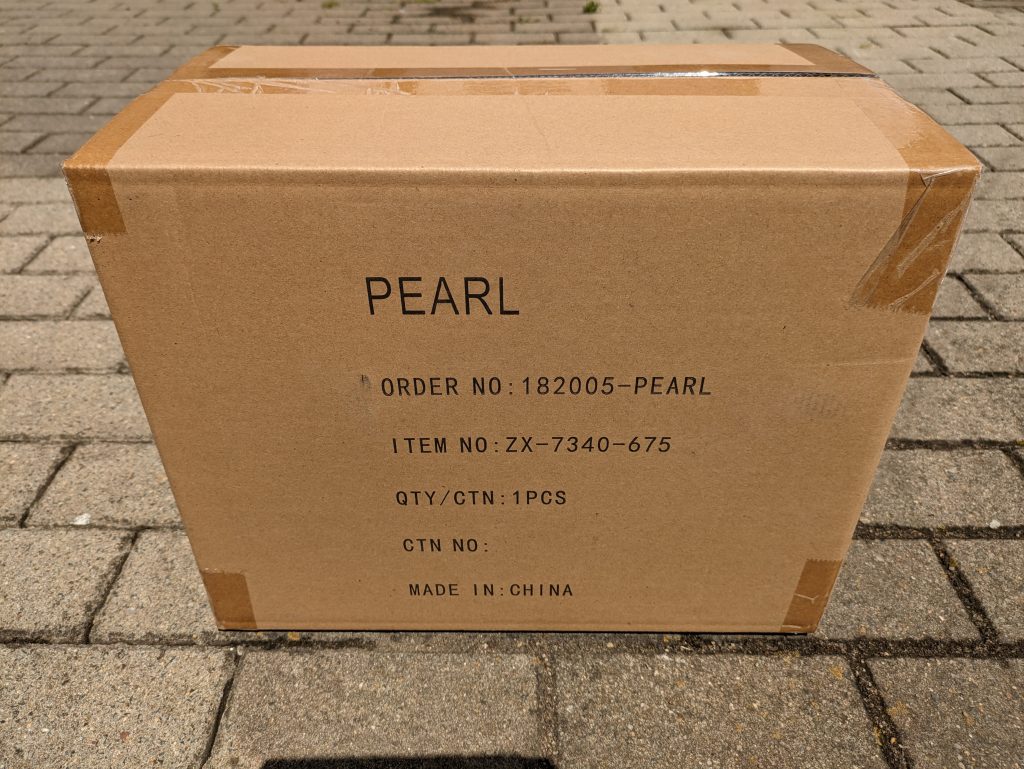 PEARL
ORDER NO:182005-PEARL
ITEM NO:ZX-7340-675
QTY/CTN:1PCS
CTN NO:
MADE IN:CHINA